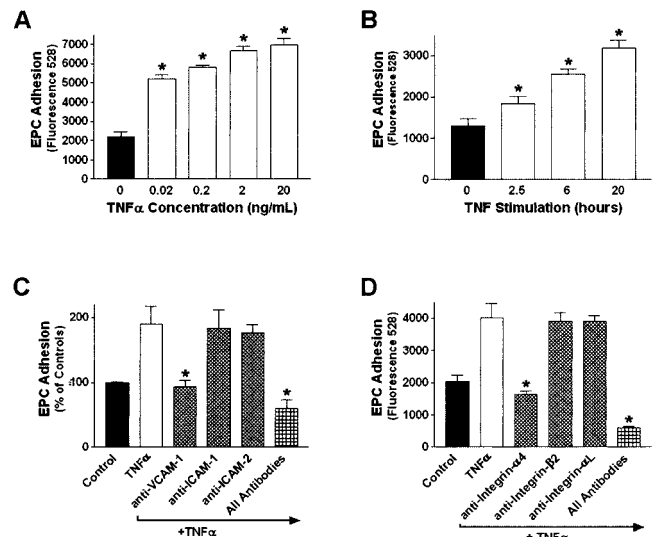 A
EPC Adhesion
(Fluorescence 528)
7000
6000
5000
4000
3000
2000
1000
0
* * * *
0 0.02 0.2 2 20
TNFα Concentration (ng/mL)
B
EPC Adhesion
(Fluorescence 528)
3000
2000
1000
0
* * *
0 2.5 6 20
TNF Stimulation (hours)
C
EPC Adhesion
(% of Controls)
200
100
0
* *
Control
TNFα
anti-VCAM-1
anti-ICAM-1
anti-ICAM-2
All Antibodies
+TNFα
D
EPC Adhesion
(Fluorescence 528)
4000
3000
2000
1000
0
* *
Control
TNFα
anti-Integrin-α4
anti-Integrin-β2
anti-Integrin-αL
All Antibodies
+ TNFα